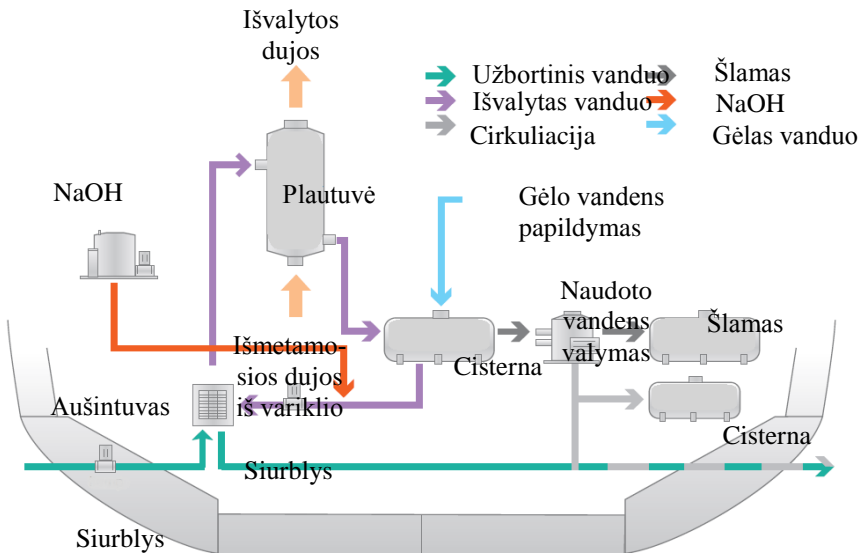 Išvalytos
dujos
Užbortinis vanduo
Išvalytas vanduo
Cirkuliacija
Šlamas
NaOH
Gėlas vanduo
NaOH
Plautuvė
Gėlo vandens
papildymas
Naudoto
vandens
valymas
Šlamas
Išmetamo-
sios dujos
iš variklio
Cisterna
Aušintuvas
Cisterna
Siurblys
Siurblys